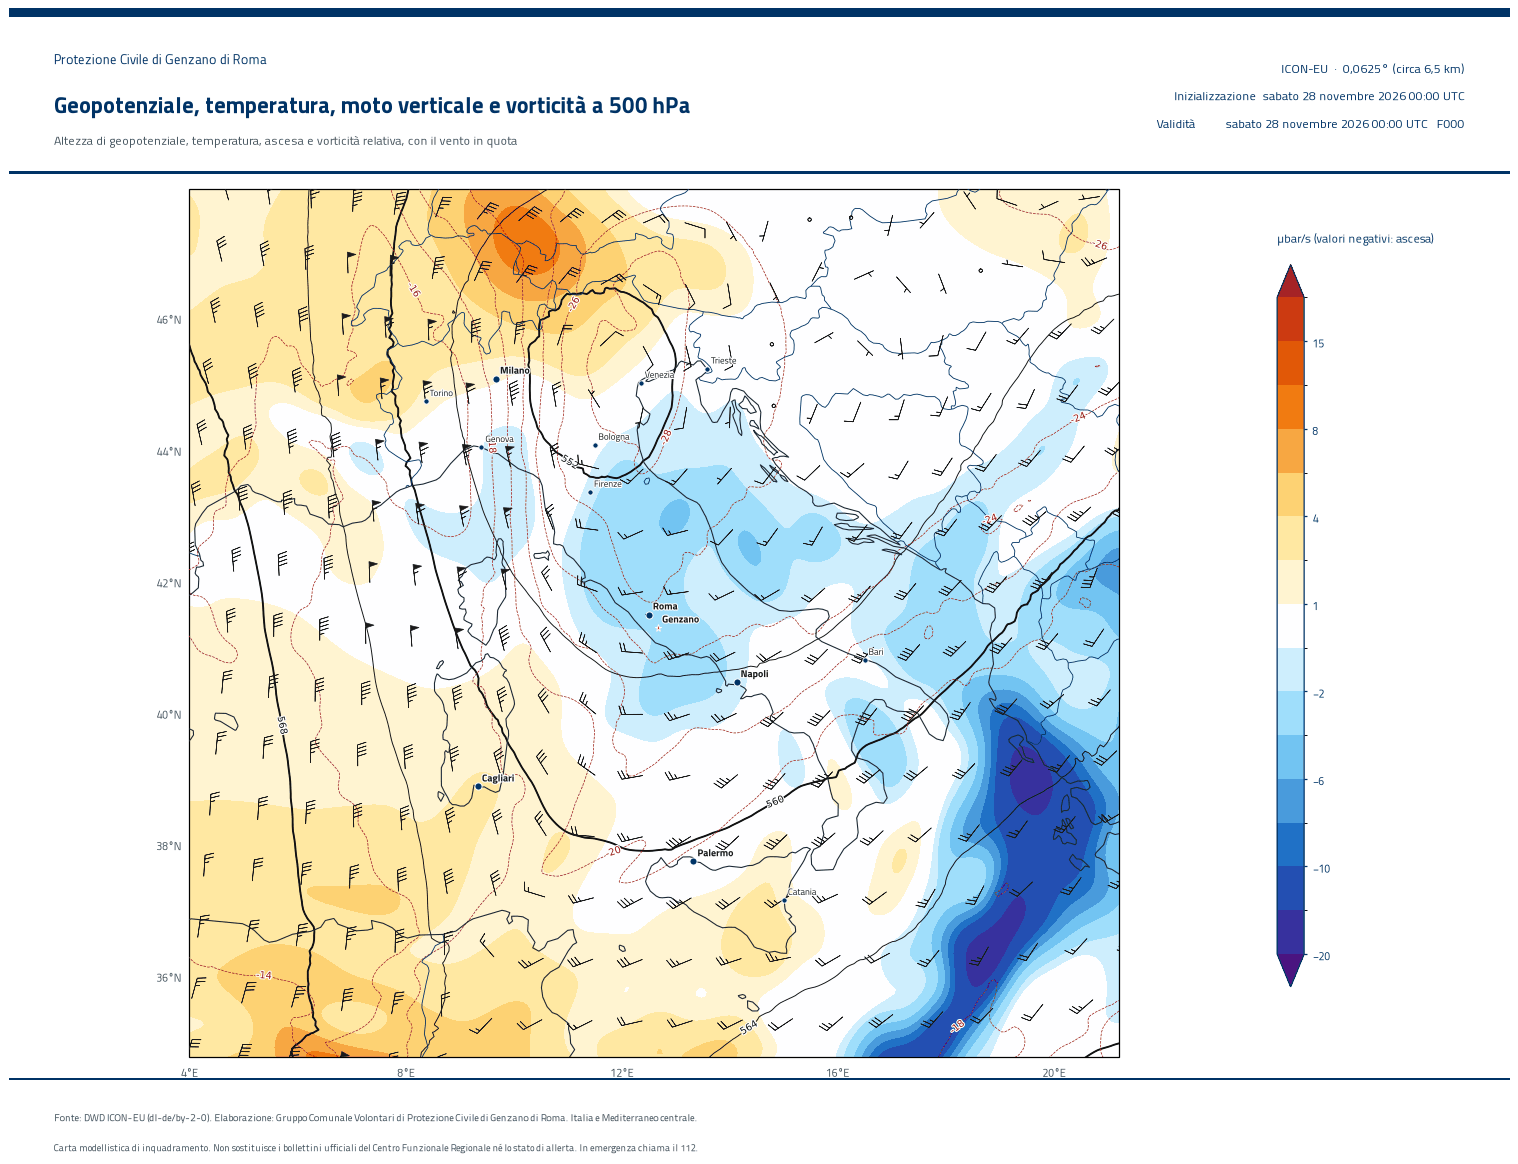 Protezione Civile di Genzano di Roma
Geopotenziale, temperatura, moto verticale e vorticità a 500 hPa
Altezza di geopotenziale, temperatura, ascesa e vorticità relativa, con il vento in quota
ICON-EU · 0,0625° (circa 6,5 km)
Inizializzazione sabato 28 novembre 2026 00:00 UTC
Validità sabato 28 novembre 2026 00:00 UTC F000
µbar/s (valori negativi: ascesa)
15
8
4
1
−2
−6
−10
−20
46°N
44°N
42°N
40°N
38°N
36°N
4°E
8°E
12°E
16°E
20°E
-26
-16
-26
Trieste
Milano
Venezia
Torino
-24
Genova
Bologna
-28
-18
552
Firenze
-24
Roma
Genzano
Bari
Napoli
568
Cagliari
560
-20
Palermo
Catania
-14
564
-18
Fonte: DWD ICON-EU (dl-de/by-2-0). Elaborazione: Gruppo Comunale Volontari di Protezione Civile di Genzano di Roma. Italia e Mediterraneo centrale.
Carta modellistica di inquadramento. Non sostituisce i bollettini ufficiali del Centro Funzionale Regionale né lo stato di allerta. In emergenza chiama il 112.